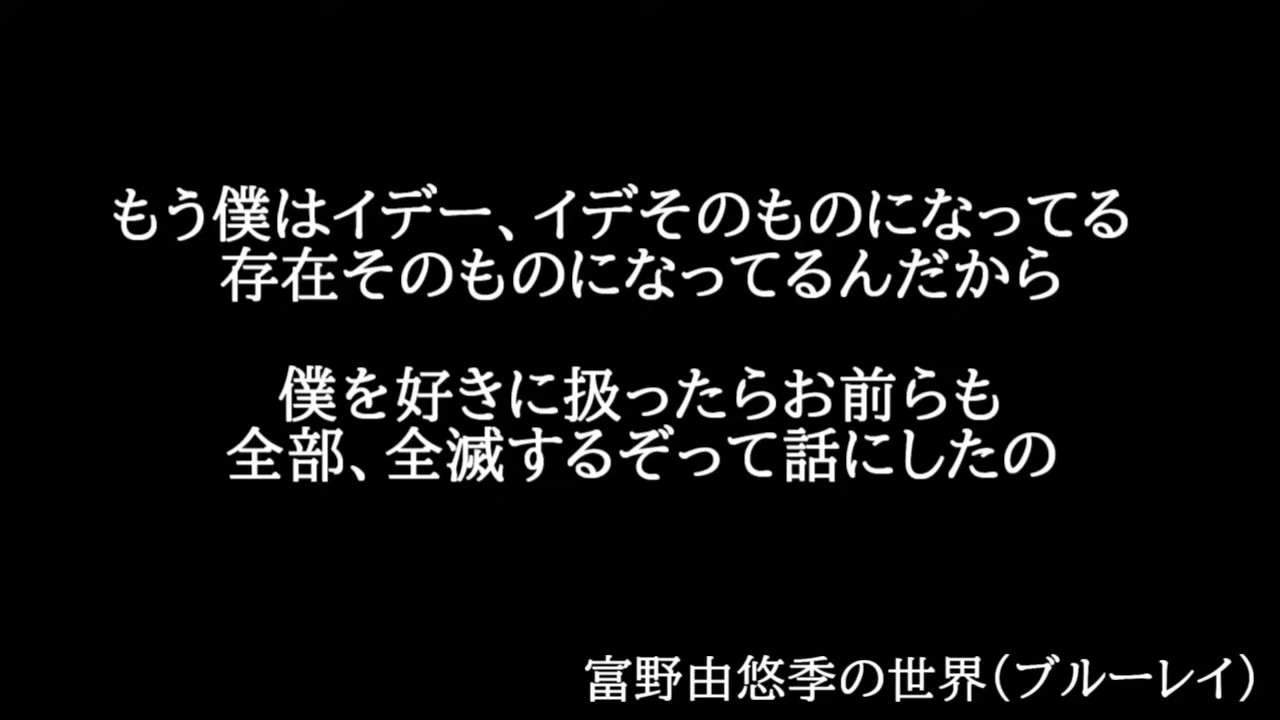 もう僕はイデー、イデそのものになってる
存在そのものになってるんだから
僕を好きに扱ったらお前らも
全部、全滅するぞって話にしたの
富野由悠季の世界(ブルーレイ)